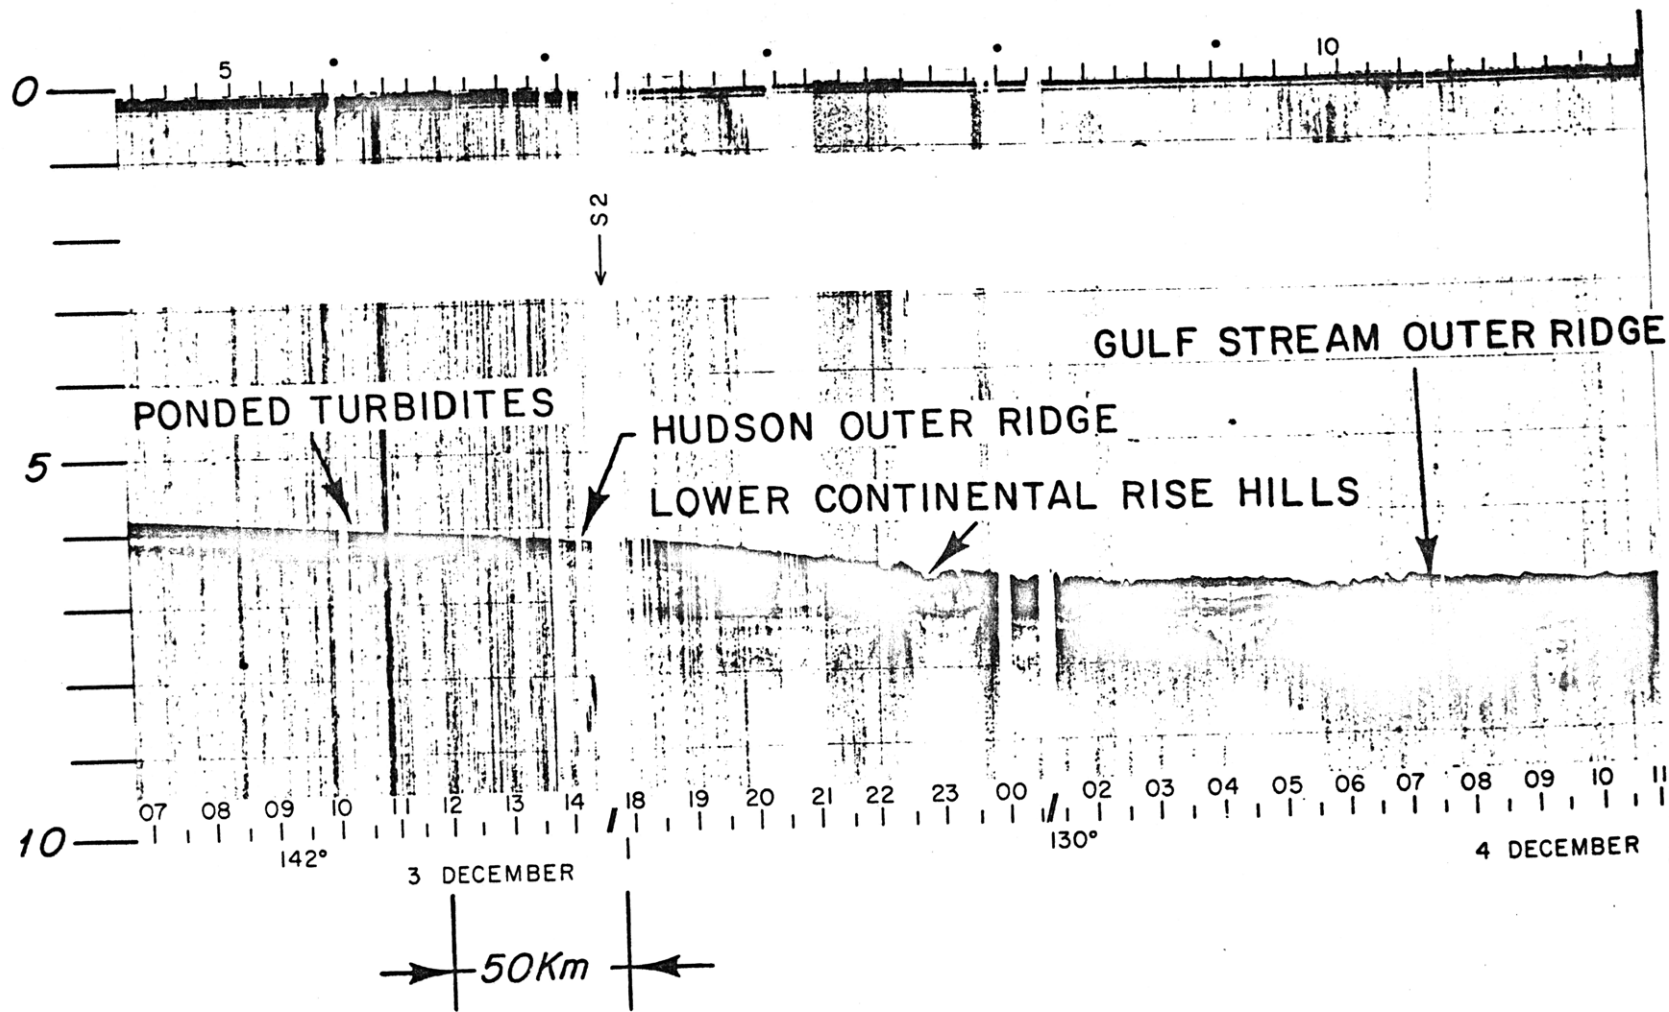 5 10
0
S2
GULF STREAM OUTER RIDGE
PONDED TURBIDITES
HUDSON OUTER RIDGE
5
LOWER CONTINENTAL RISE HILLS
07 08 09 10 11 12 13 14 18 19 20 21 22 23 00 02 03 04 05 06 07 08 09 10 11
10
142° 130°
3 DECEMBER 4 DECEMBER
50Km